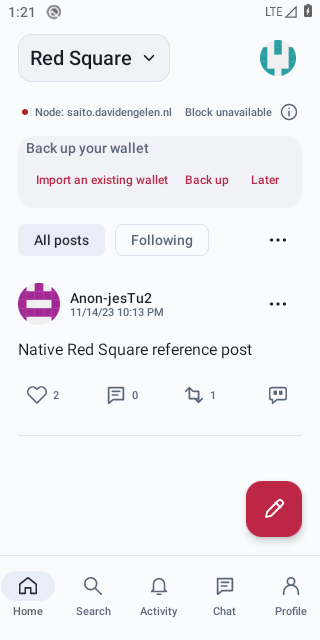 1:21
LTE
Red Square
Node: saito.davidengelen.nl Block unavailable
Back up your wallet
Import an existing wallet Back up Later
All posts Following
Anon-jesTu2
11/14/23 10:13 PM
Native Red Square reference post
2 0 1
Home Search Activity Chat Profile